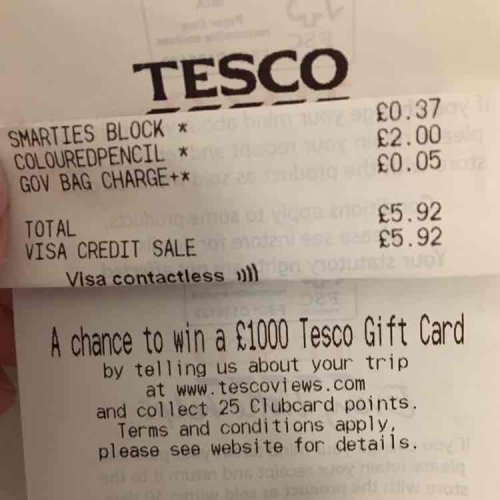 TESCO
SMARTIES BLOCK * £0.37
COLOUREDPENCIL * £2.00
GOV BAG CHARGE+* £0.05
TOTAL £5.92
VISA CREDIT SALE £5.92
Visa contactless
A chance to win a £1000 Tesco Gift Card
by telling us about your trip
at www.tescoviews.com
and collect 25 Clubcard points.
Terms and conditions apply,
please see website for details.